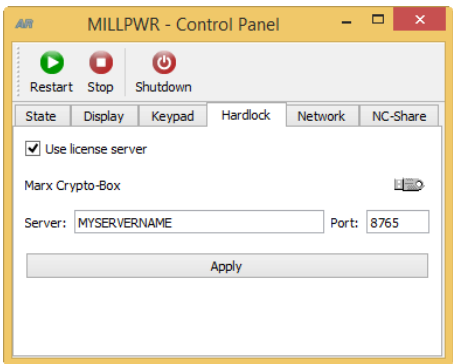 AR MILLPWR - Control Panel
Restart Stop Shutdown
State Display Keypad Hardlock Network NC-Share
Use license server
Marx Crypto-Box
Server: MYSERVERNAME Port: 8765
Apply